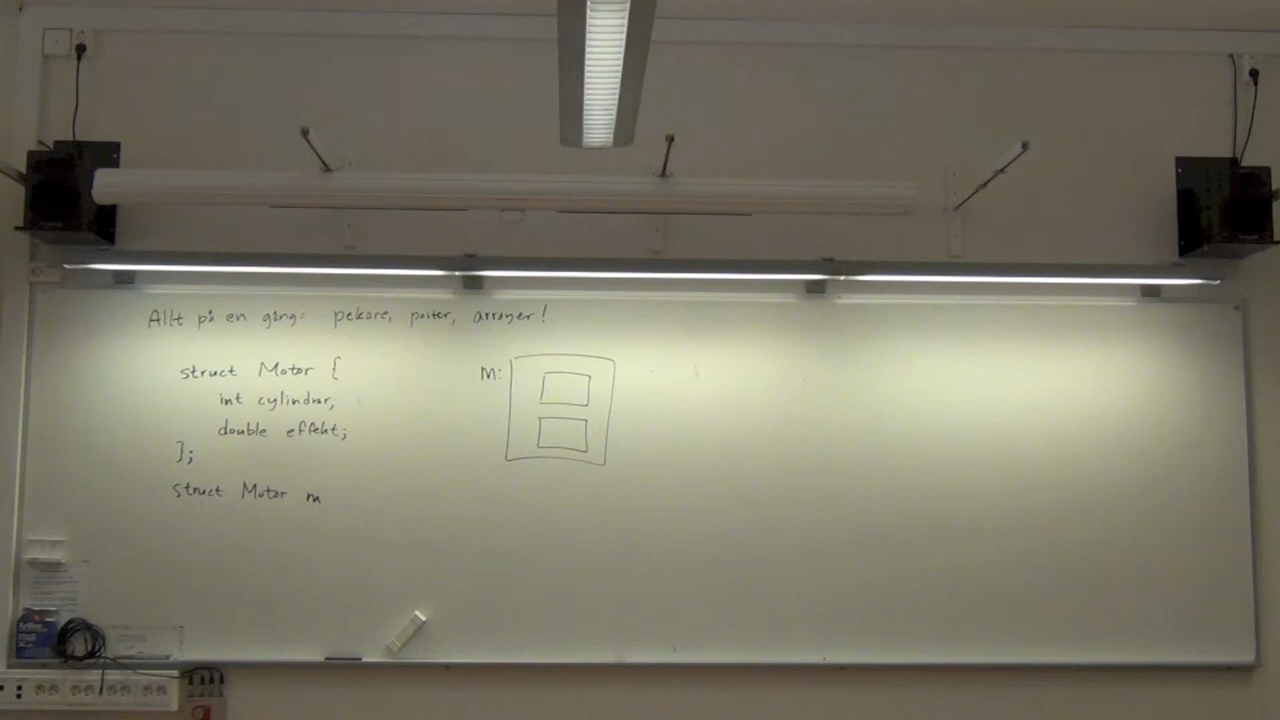 Allt på en gång: pekare, poster, arrayer!
struct Motor {
int cylindrar;
double effekt;
};
struct Motor m
m: